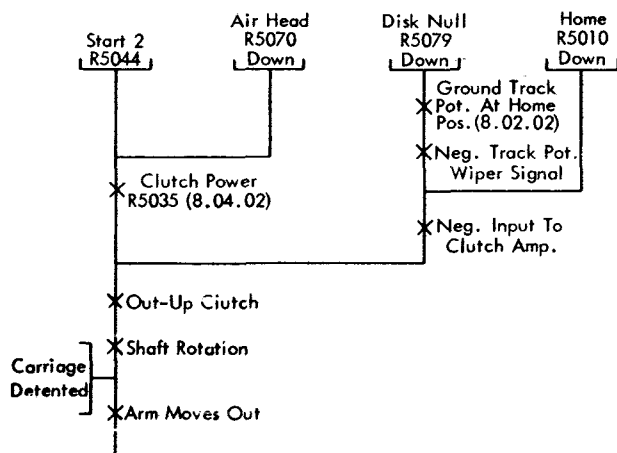 Start 2
R5044
Air Head
R5070
Down
Disk Null
R5079
Down
Home
R5010
Down
Ground Track
Pot. At Home
Pos. (8.02.02)
Neg. Track Pot.
Wiper Signal
Clutch Power
R5035 (8.04.02)
Neg. Input To
Clutch Amp.
Out-Up Clutch
Shaft Rotation
Carriage
Detented
Arm Moves Out